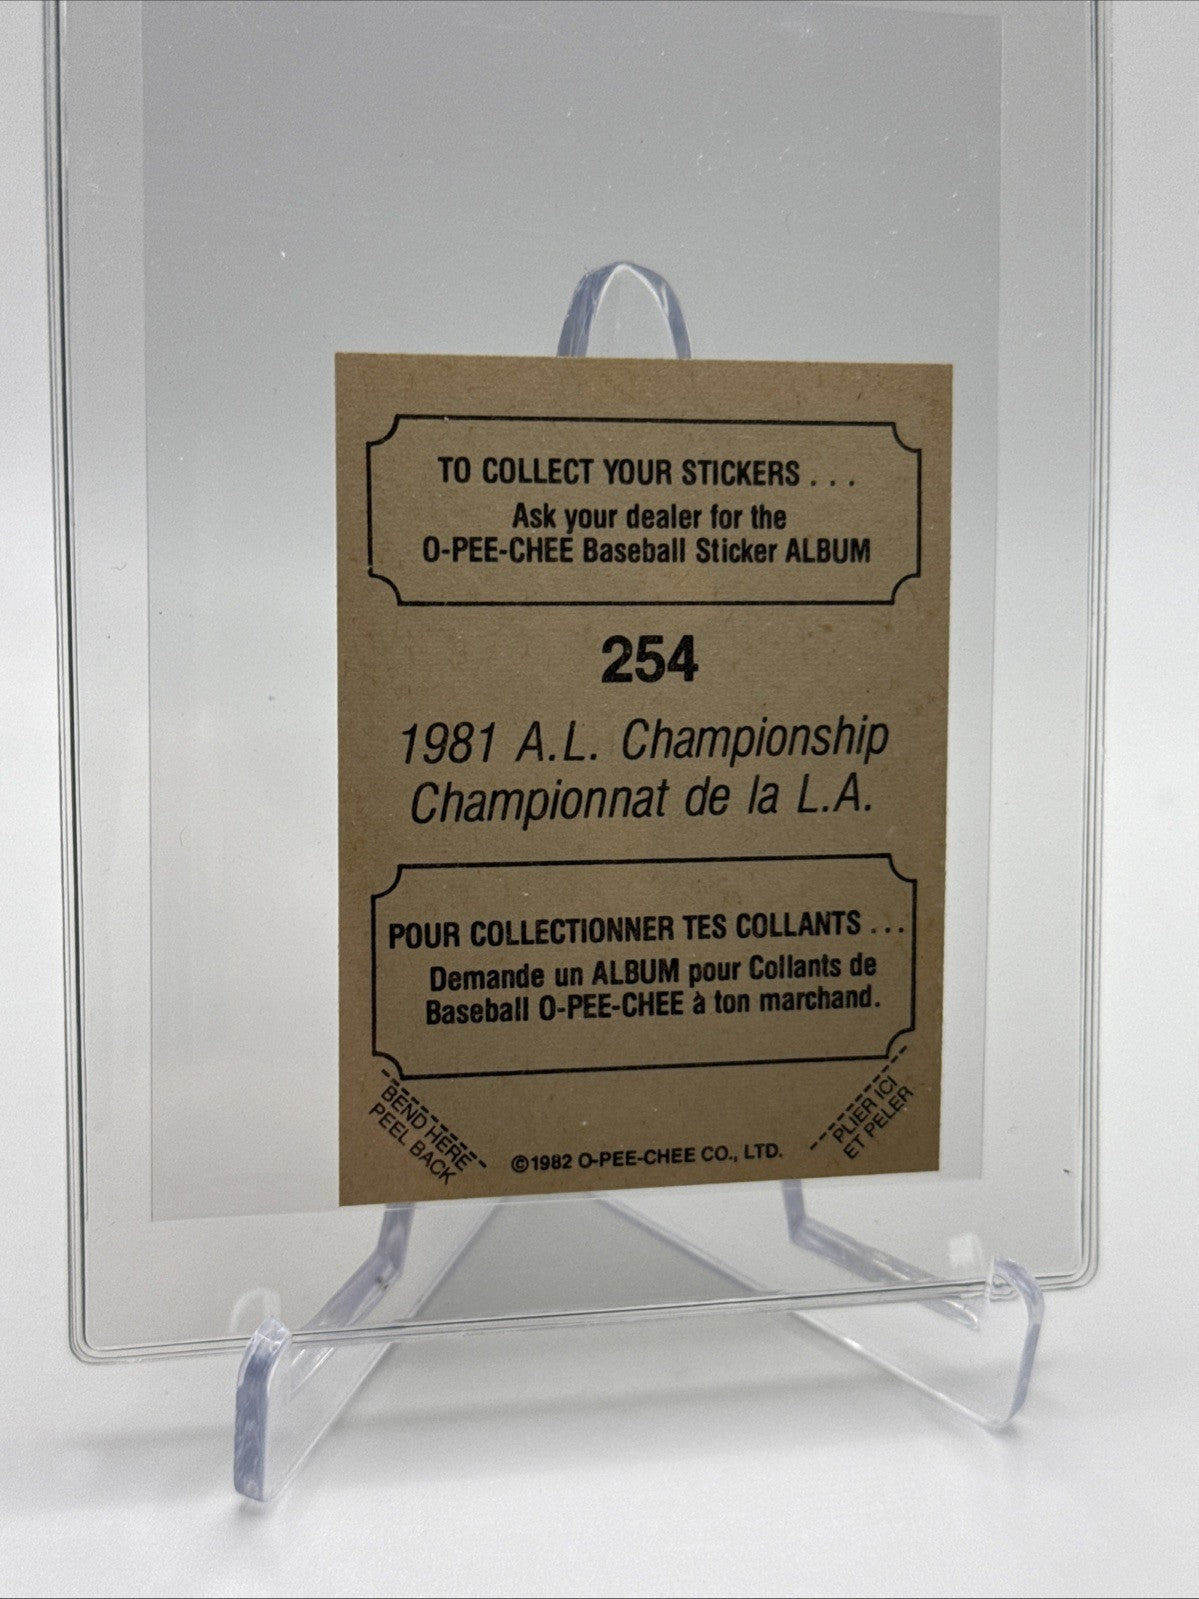 TO COLLECT YOUR STICKERS . . .
Ask your dealer for the
O-PEE-CHEE Baseball Sticker ALBUM
254
1981 A.L. Championship
Championnat de la L.A.
POUR COLLECTIONNER TES COLLANTS . . .
Demande un ALBUM pour Collants de
Baseball O-PEE-CHEE à ton marchand.
BEND HERE
PEEL BACK
©1982 O-PEE-CHEE CO., LTD.
PLIER ICI
ET PELER